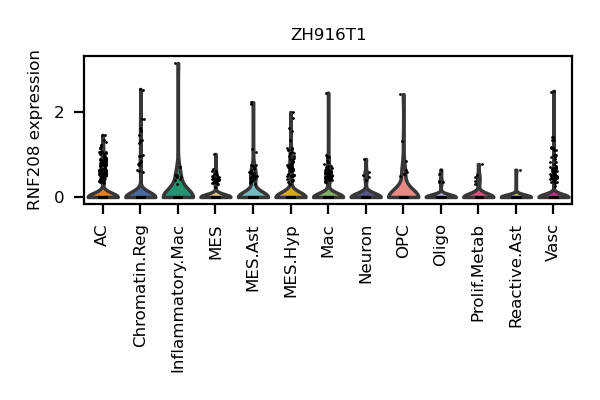 ZH916T1
RNF208 expression
2
0
AC
Chromatin.Reg
Inflammatory.Mac
MES
MES.Ast
MES.Hyp
Mac
Neuron
OPC
Oligo
Prolif.Metab
Reactive.Ast
Vasc